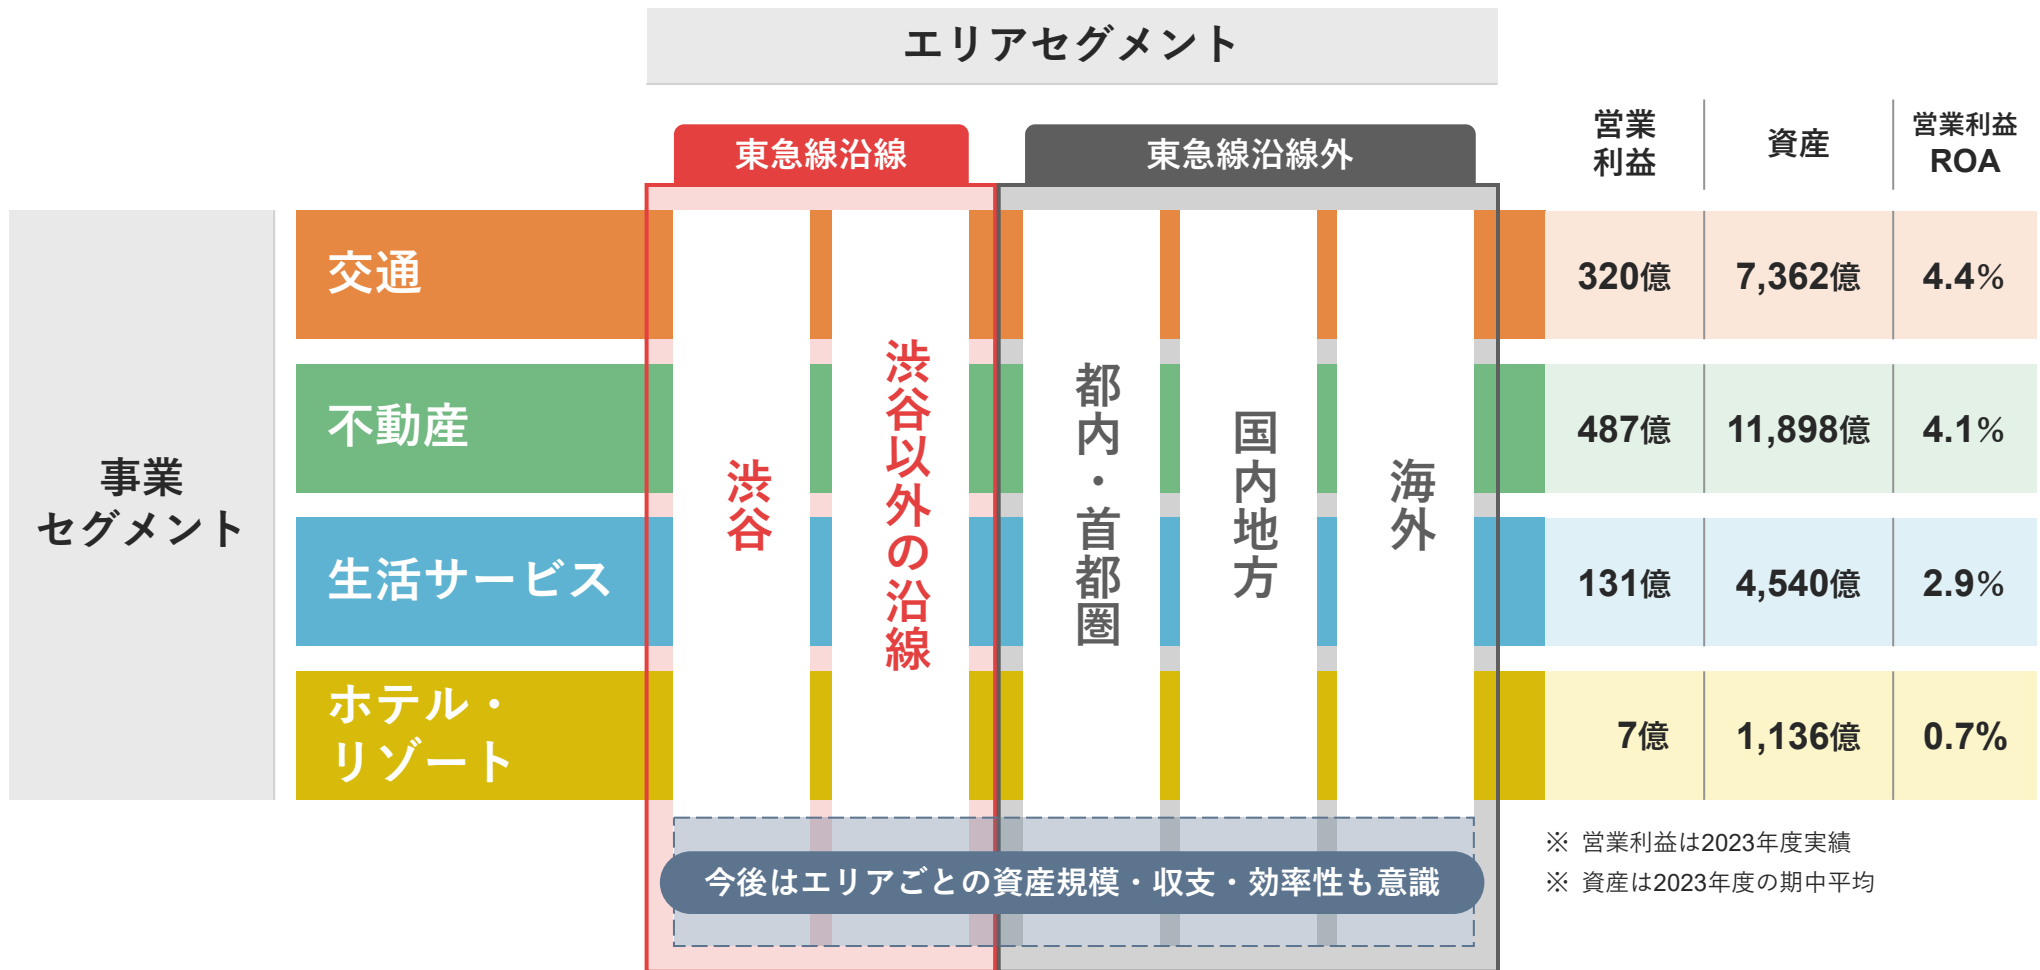 エリアセグメント
東急線沿線
東急線沿線外
営業
利益
資産
営業利益
ROA
事業
セグメント
交通
320億
7,362億
4.4%
不動産
487億
11,898億
4.1%
生活サービス
131億
4,540億
2.9%
ホテル・
リゾート
7億
1,136億
0.7%
渋谷
渋谷以外の沿線
都内・首都圏
国内地方
海外
今後はエリアごとの資産規模・収支・効率性も意識
※ 営業利益は2023年度実績
※ 資産は2023年度の期中平均